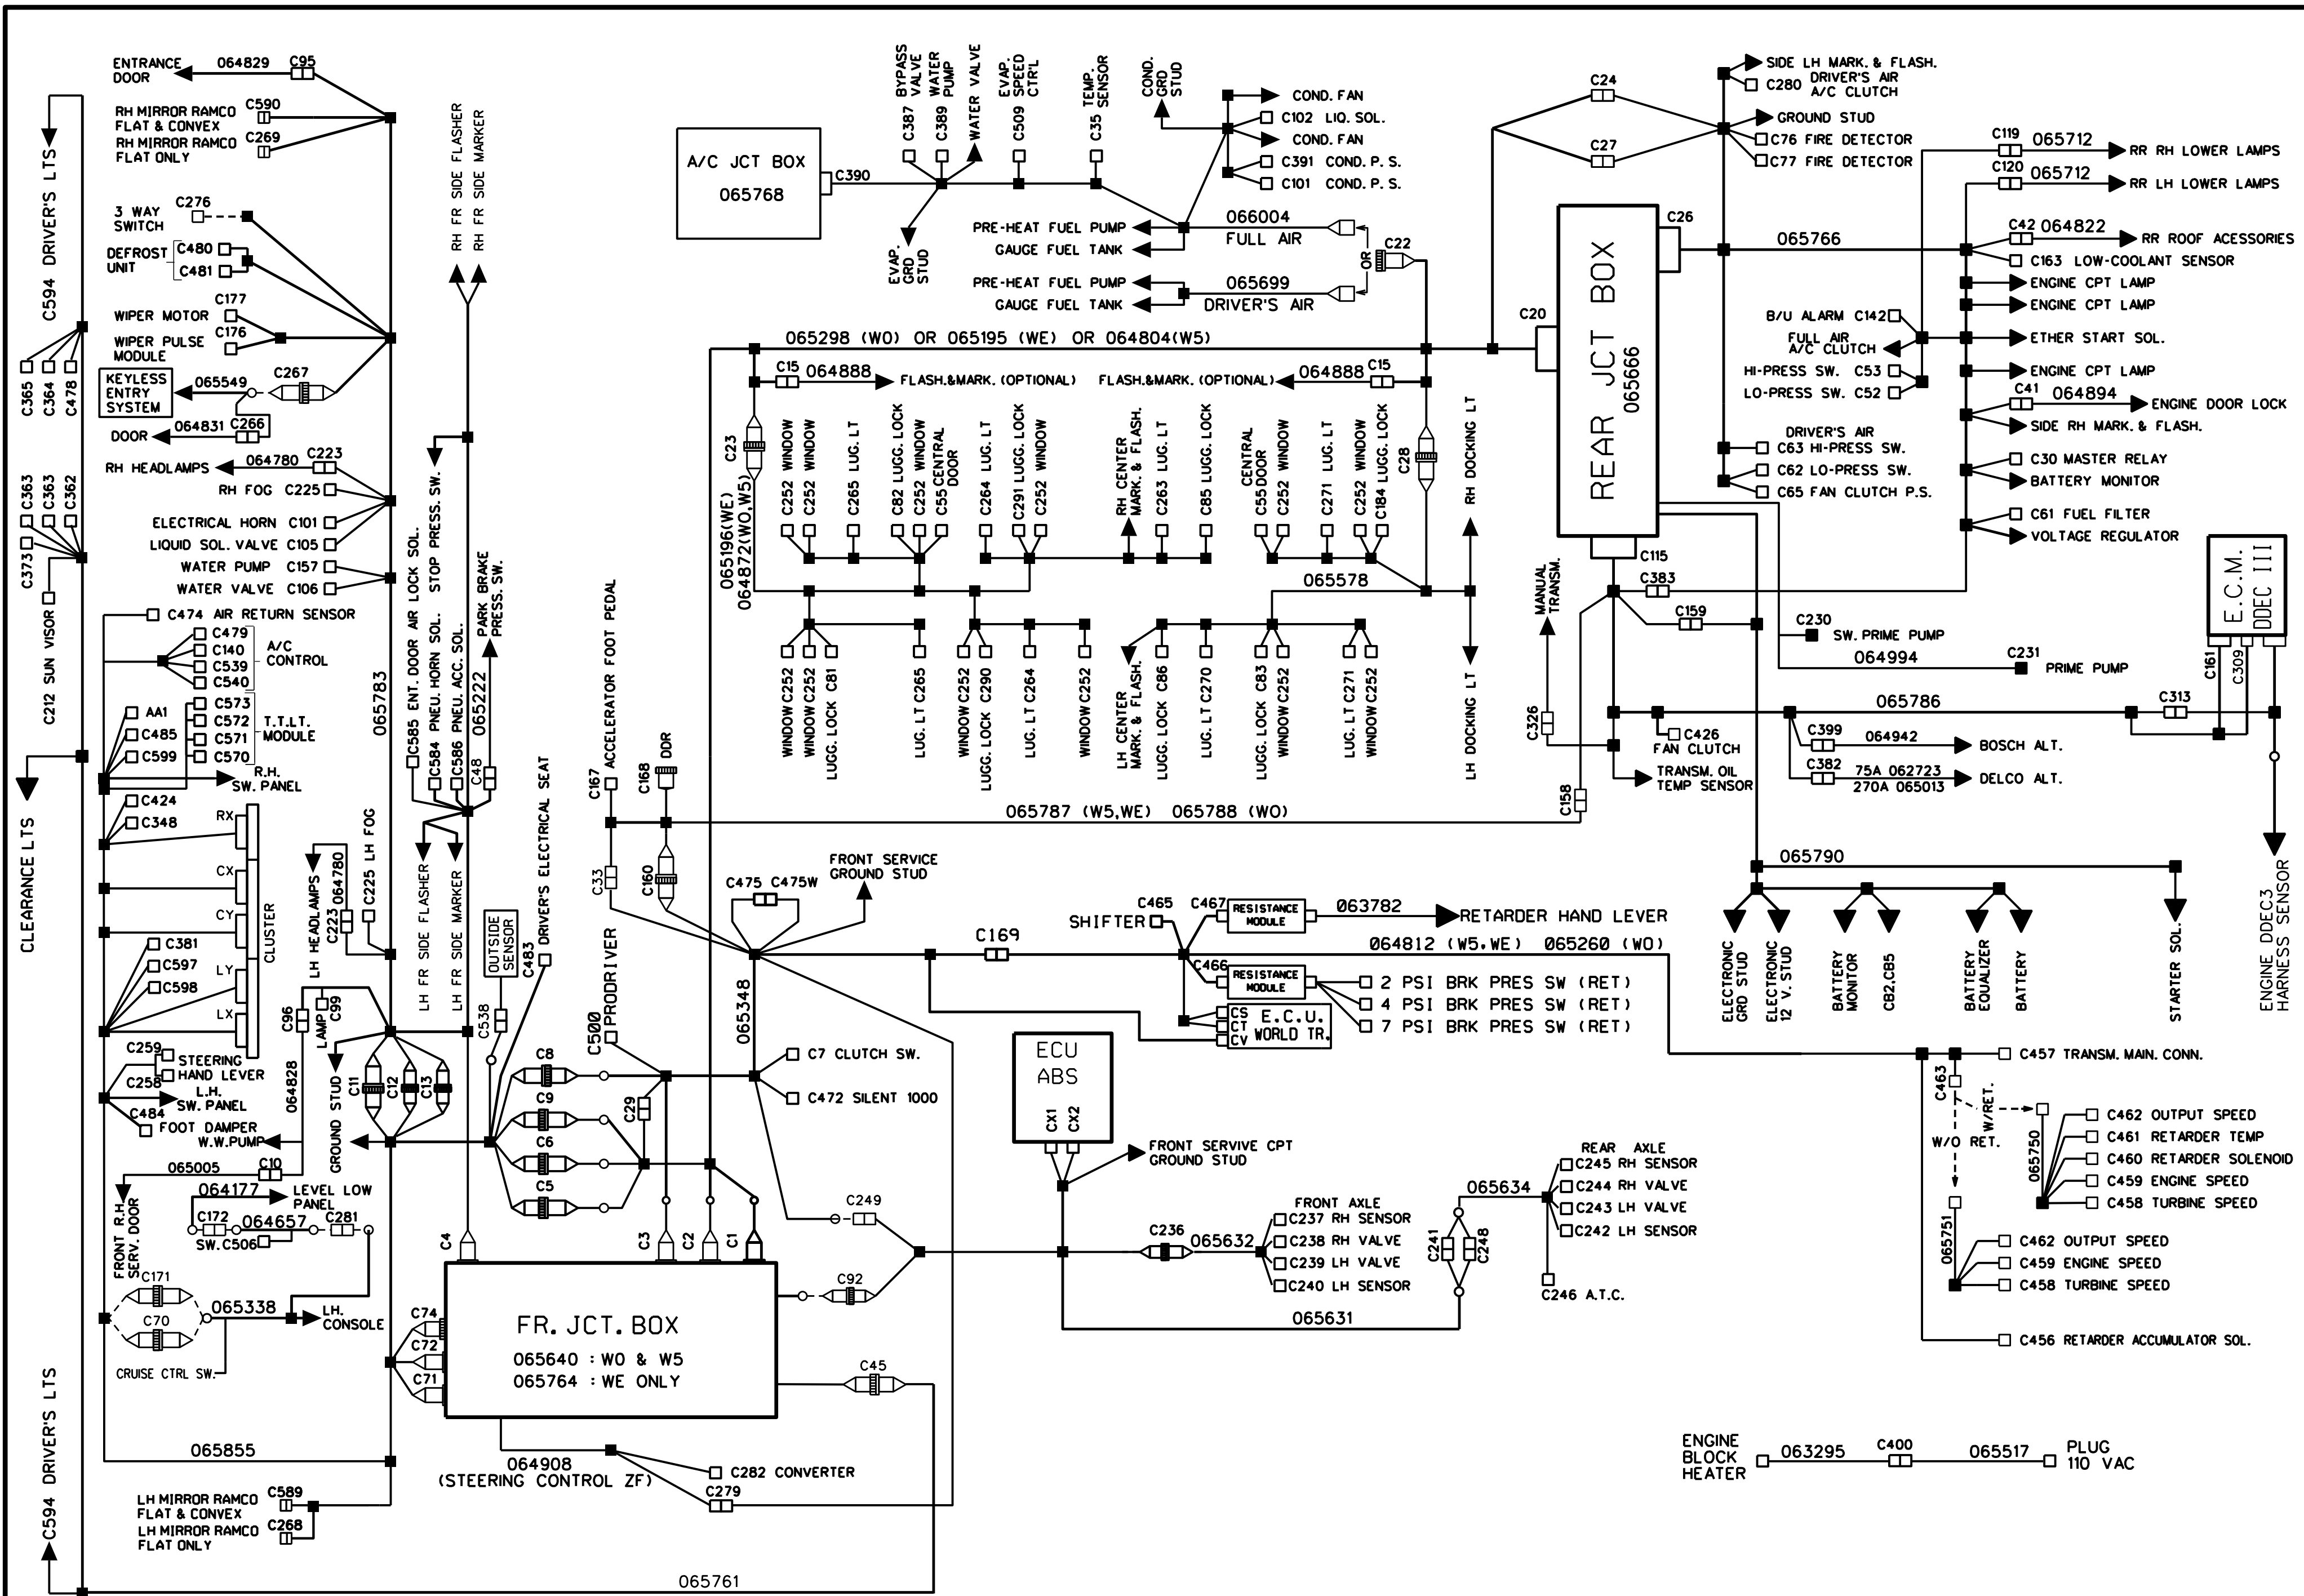 ENTRANCE
DOOR
064829
C95
RH MIRROR RAMCO
FLAT & CONVEX
C590
RH MIRROR RAMCO
FLAT ONLY
C269
3 WAY
SWITCH
C276
DEFROST
UNIT
C480
C481
WIPER MOTOR
C177
WIPER PULSE
MODULE
C176
KEYLESS
ENTRY
SYSTEM
065549
C267
DOOR
064831
C266
RH HEADLAMPS
064780
C223
RH FOG C225
ELECTRICAL HORN C101
LIQUID SOL. VALVE C105
WATER PUMP C157
WATER VALVE C106
C594 DRIVER'S LTS
C365
C364
C478
C363
C363
C362
C373
C212 SUN VISOR
C474 AIR RETURN SENSOR
C479
C140
C539
C540
A/C
CONTROL
C573
C572
C571
C570
T.T.LT.
MODULE
AA1
C485
C599
R.H.
SW. PANEL
C424
C348
RX
CX
CY
LY
LX
CLUSTER
C381
C597
C598
C259
STEERING
HAND LEVER
C258
L.H.
SW. PANEL
C484
FOOT DAMPER
W.W.PUMP
CLEARANCE LTS
065005
C10
064177
LEVEL LOW
PANEL
C172
064657
C281
SW. C506
FRONT R.H.
SERV. DOOR
C171
065338
C70
LH.
CONSOLE
CRUISE CTRL SW.
065855
LH MIRROR RAMCO
FLAT & CONVEX
C589
LH MIRROR RAMCO
FLAT ONLY
C268
C594 DRIVER'S LTS
065761
RH FR SIDE FLASHER
RH FR SIDE MARKER
065783
C585 ENT. DOOR AIR LOCK SOL.
C584 PNEU. HORN SOL.
STOP PRESS. SW.
C586 PNEU. ACC SOL.
065222
C48
PARK BRAKE
PRESS. SW.
LH FR SIDE FLASHER
LH FR SIDE MARKER
LH HEADLAMPS
C223
064780
C225 LH FOG
C96
LAMP
C99
064828
GROUND STUD
C11
C12
C13
OUTSIDE
SENSOR
C538
C483 DRIVER'S ELECTRICAL SEAT
C8
C9
C6
C5
C500 PRODRIVER
C29
C4
C3
C2
C1
C74
C72
C71
FR. JCT. BOX
065640 : W0 & W5
065764 : WE ONLY
064908
(STEERING CONTROL ZF)
C282 CONVERTER
C279
C45
C92
C249
A/C JCT BOX
065768
C390
C387
BYPASS
VALVE
C389
WATER
PUMP
WATER VALVE
C509
EVAP.
SPEED
CTR'L
C35
TEMP.
SENSOR
COND.
GRD
STUD
EVAP.
GRD
STUD
COND. FAN
C102 LIQ. SOL.
COND. FAN
C391 COND. P. S.
C101 COND. P. S.
PRE-HEAT FUEL PUMP
GAUGE FUEL TANK
066004
FULL AIR
PRE-HEAT FUEL PUMP
GAUGE FUEL TANK
065699
DRIVER'S AIR
OR
C22
065298 (W0) OR 065195 (WE) OR 064804(W5)
C15
064888
FLASH.&MARK. (OPTIONAL)
FLASH.&MARK. (OPTIONAL)
064888
C15
C23
C28
065196(WE)
064872(W0,W5)
C252 WINDOW
C252 WINDOW
C265 LUG. LT
C82 LUGG. LOCK
C252 WINDOW
C55 CENTRAL
DOOR
C264 LUG. LT
C291 LUGG. LOCK
C252 WINDOW
RH CENTER
MARK. & FLASH.
C263 LUG. LT
C85 LUGG. LOCK
CENTRAL
C55 DOOR
C252 WINDOW
C271 LUG. LT
C252 WINDOW
C184 LUGG. LOCK
RH DOCKING LT
065578
WINDOW C252
WINDOW C252
LUGG. LOCK C81
LUG. LT C265
WINDOW C252
LUGG. LOCK C290
LUG. LT C264
WINDOW C252
LH CENTER
MARK. & FLASH.
LUGG. LOCK C86
LUG. LT C270
LUGG. LOCK C83
WINDOW C252
LUG. LT C271
WINDOW C252
LH DOCKING LT
C167 ACCELERATOR FOOT PEDAL
C168 DDR
065787 (W5,WE) 065788 (W0)
C33
C160
C475 C475W
FRONT SERVICE
GROUND STUD
065348
C169
C7 CLUTCH SW.
C472 SILENT 1000
SHIFTER
C465
C467
RESISTANCE
MODULE
063782
RETARDER HAND LEVER
064812 (W5.WE) 065260 (W0)
C466
RESISTANCE
MODULE
2 PSI BRK PRES SW (RET)
4 PSI BRK PRES SW (RET)
7 PSI BRK PRES SW (RET)
CS
CT
CV
E.C.U.
WORLD TR.
ECU
ABS
CX1
CX2
FRONT SERVIVE CPT
GROUND STUD
C236
065632
FRONT AXLE
C237 RH SENSOR
C238 RH VALVE
C239 LH VALVE
C240 LH SENSOR
065631
C241
C248
065634
REAR AXLE
C245 RH SENSOR
C244 RH VALVE
C243 LH VALVE
C242 LH SENSOR
C246 A.T.C.
C24
C27
C20
C26
REAR JCT BOX
065666
C115
SIDE LH MARK. & FLASH.
C280
DRIVER'S AIR
A/C CLUTCH
GROUND STUD
C76 FIRE DETECTOR
C77 FIRE DETECTOR
065766
C119
065712
RR RH LOWER LAMPS
C120
065712
RR LH LOWER LAMPS
C42 064822
RR ROOF ACESSORIES
C163 LOW-COOLANT SENSOR
ENGINE CPT LAMP
ENGINE CPT LAMP
B/U ALARM C142
FULL AIR
A/C CLUTCH
ETHER START SOL.
HI-PRESS SW. C53
LO-PRESS SW. C52
ENGINE CPT LAMP
C41
064894
ENGINE DOOR LOCK
SIDE RH MARK. & FLASH.
DRIVER'S AIR
C63 HI-PRESS SW.
C62 LO-PRESS SW.
C65 FAN CLUTCH P.S.
C30 MASTER RELAY
BATTERY MONITOR
C61 FUEL FILTER
VOLTAGE REGULATOR
E.C.M.
DDEC III
C161
C309
MANUAL
TRANSM.
C383
C159
C230
SW. PRIME PUMP
064994
C231
PRIME PUMP
C326
C158
065786
C313
C426
FAN CLUTCH
C399
064942
BOSCH ALT.
C382
75A 062723
270A 065013
DELCO ALT.
TRANSM. OIL
TEMP SENSOR
065790
ELECTRONIC
GRD STUD
ELECTRONIC
12 V. STUD
BATTERY
MONITOR
CB2,CB5
BATTERY
EQUALIZER
BATTERY
STARTER SOL.
ENGINE DDEC3
HARNESS SENSOR
C457 TRANSM. MAIN. CONN.
C463
W/RET.
W/O RET.
065750
C462 OUTPUT SPEED
C461 RETARDER TEMP
C460 RETARDER SOLENOID
C459 ENGINE SPEED
C458 TURBINE SPEED
065751
C462 OUTPUT SPEED
C459 ENGINE SPEED
C458 TURBINE SPEED
C456 RETARDER ACCUMULATOR SOL.
ENGINE
BLOCK
HEATER
063295
C400
065517
PLUG
110 VAC